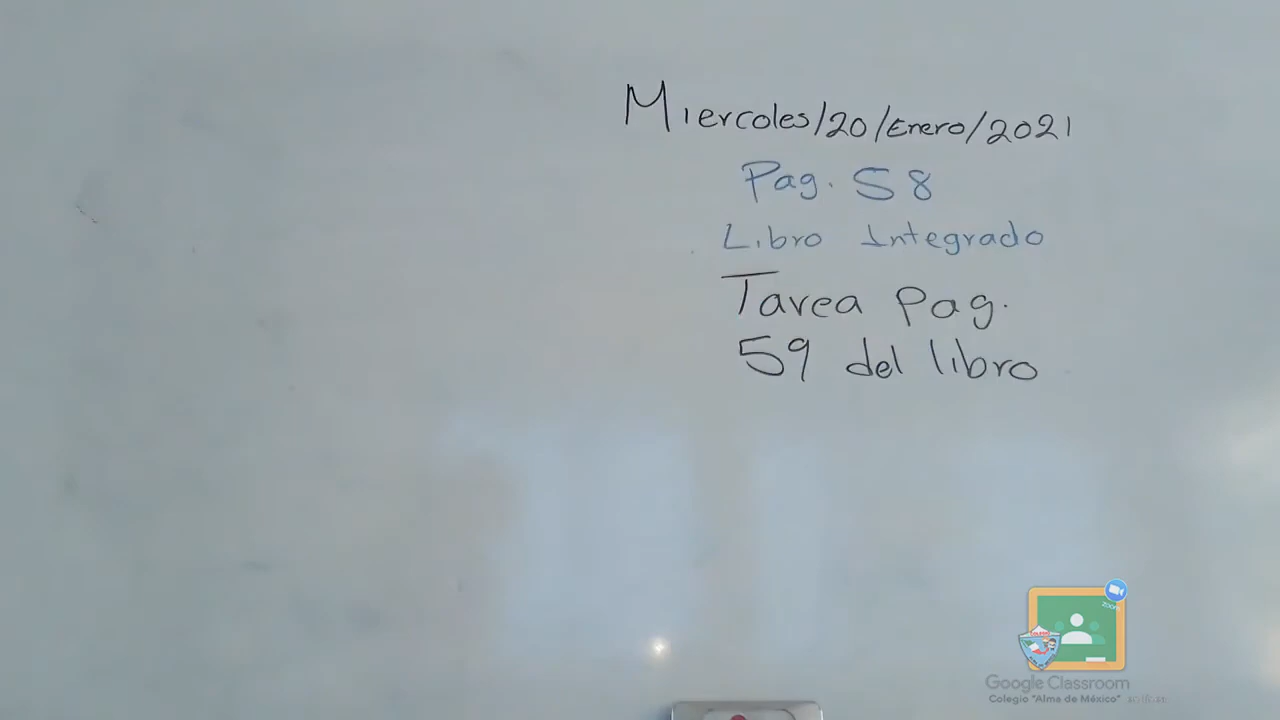 Miercoles/20/Enero/2021
Pag. 58
Libro Integrado
Tarea Pag.
59 del libro
zoom
Google Classroom
Colegio "Alma de México"